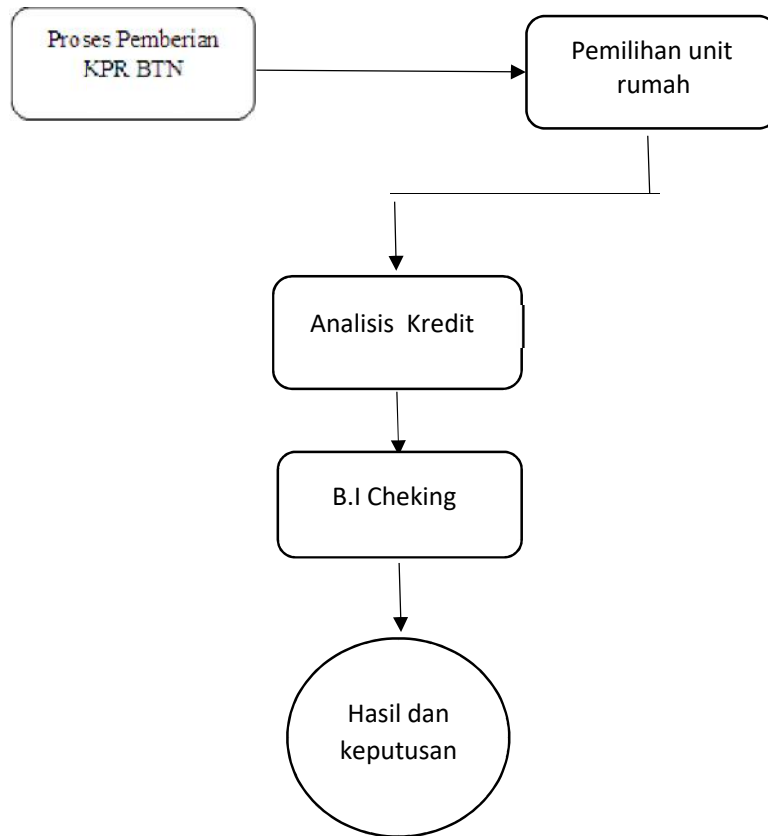 Proses Pemberian
KPR BTN
Pemilihan unit
rumah
Analisis Kredit
B.I Cheking
Hasil dan
keputusan